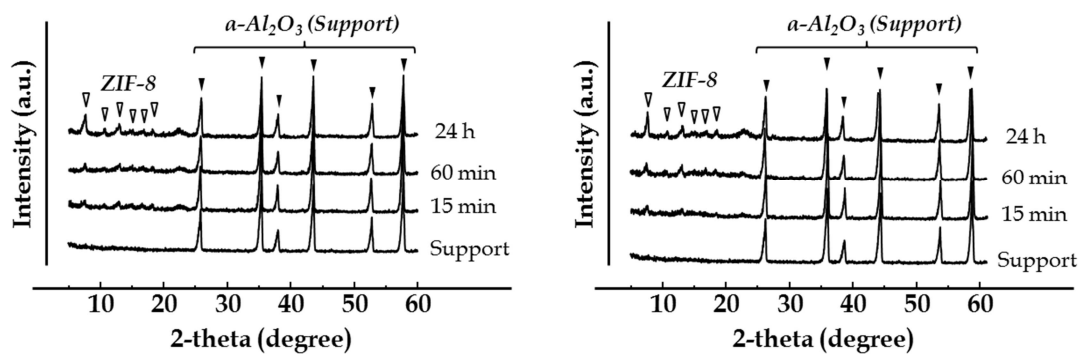 a-Al₂O₃ (Support)
ZIF-8
24 h
60 min
15 min
Support
Intensity (a.u.)
10 20 30 40 50 60
2-theta (degree)
a-Al₂O₃ (Support)
ZIF-8
24 h
60 min
15 min
Support
Intensity (a.u.)
10 20 30 40 50 60
2-theta (degree)